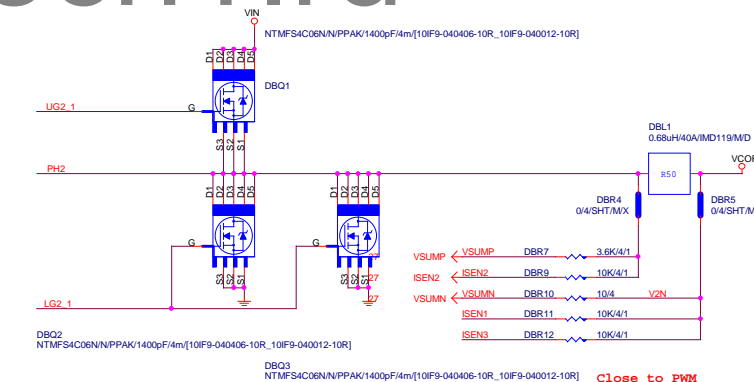 VIN
NTMFS4C06N/N/PPAK/1400pF/4m/[10IF9-040406-10R_10IF9-040012-10R]
D1 D2 D3 D4 D5
DBQ1
UG2_1 G
S3 S2 S1
DBL1
0.68uH/40A/IMD119/M/D
PH2
R50
D1 D2 D3 D4 D5
D1 D2 D3 D4 D5
DBR4
0/4/SHT/M/X
DBR5
G
G
VSUMP VSUMP DBR7 3.6K/4/1
S3 S2 S1
S3 S2 S1
ISEN2 ISEN2 DBR9 10K/4/1
27
VSUMN VSUMN DBR10 10/4 V2N
27
LG2_1
ISEN1 DBR11 10K/4/1
ISEN3 DBR12 10K/4/1
DBQ2
NTMFS4C06N/N/PPAK/1400pF/4m/[10IF9-040406-10R_10IF9-040012-10R]
DBQ3
NTMFS4C06N/N/PPAK/1400pF/4m/[10IF9-040406-10R_10IF9-040012-10R]
Close to PWM